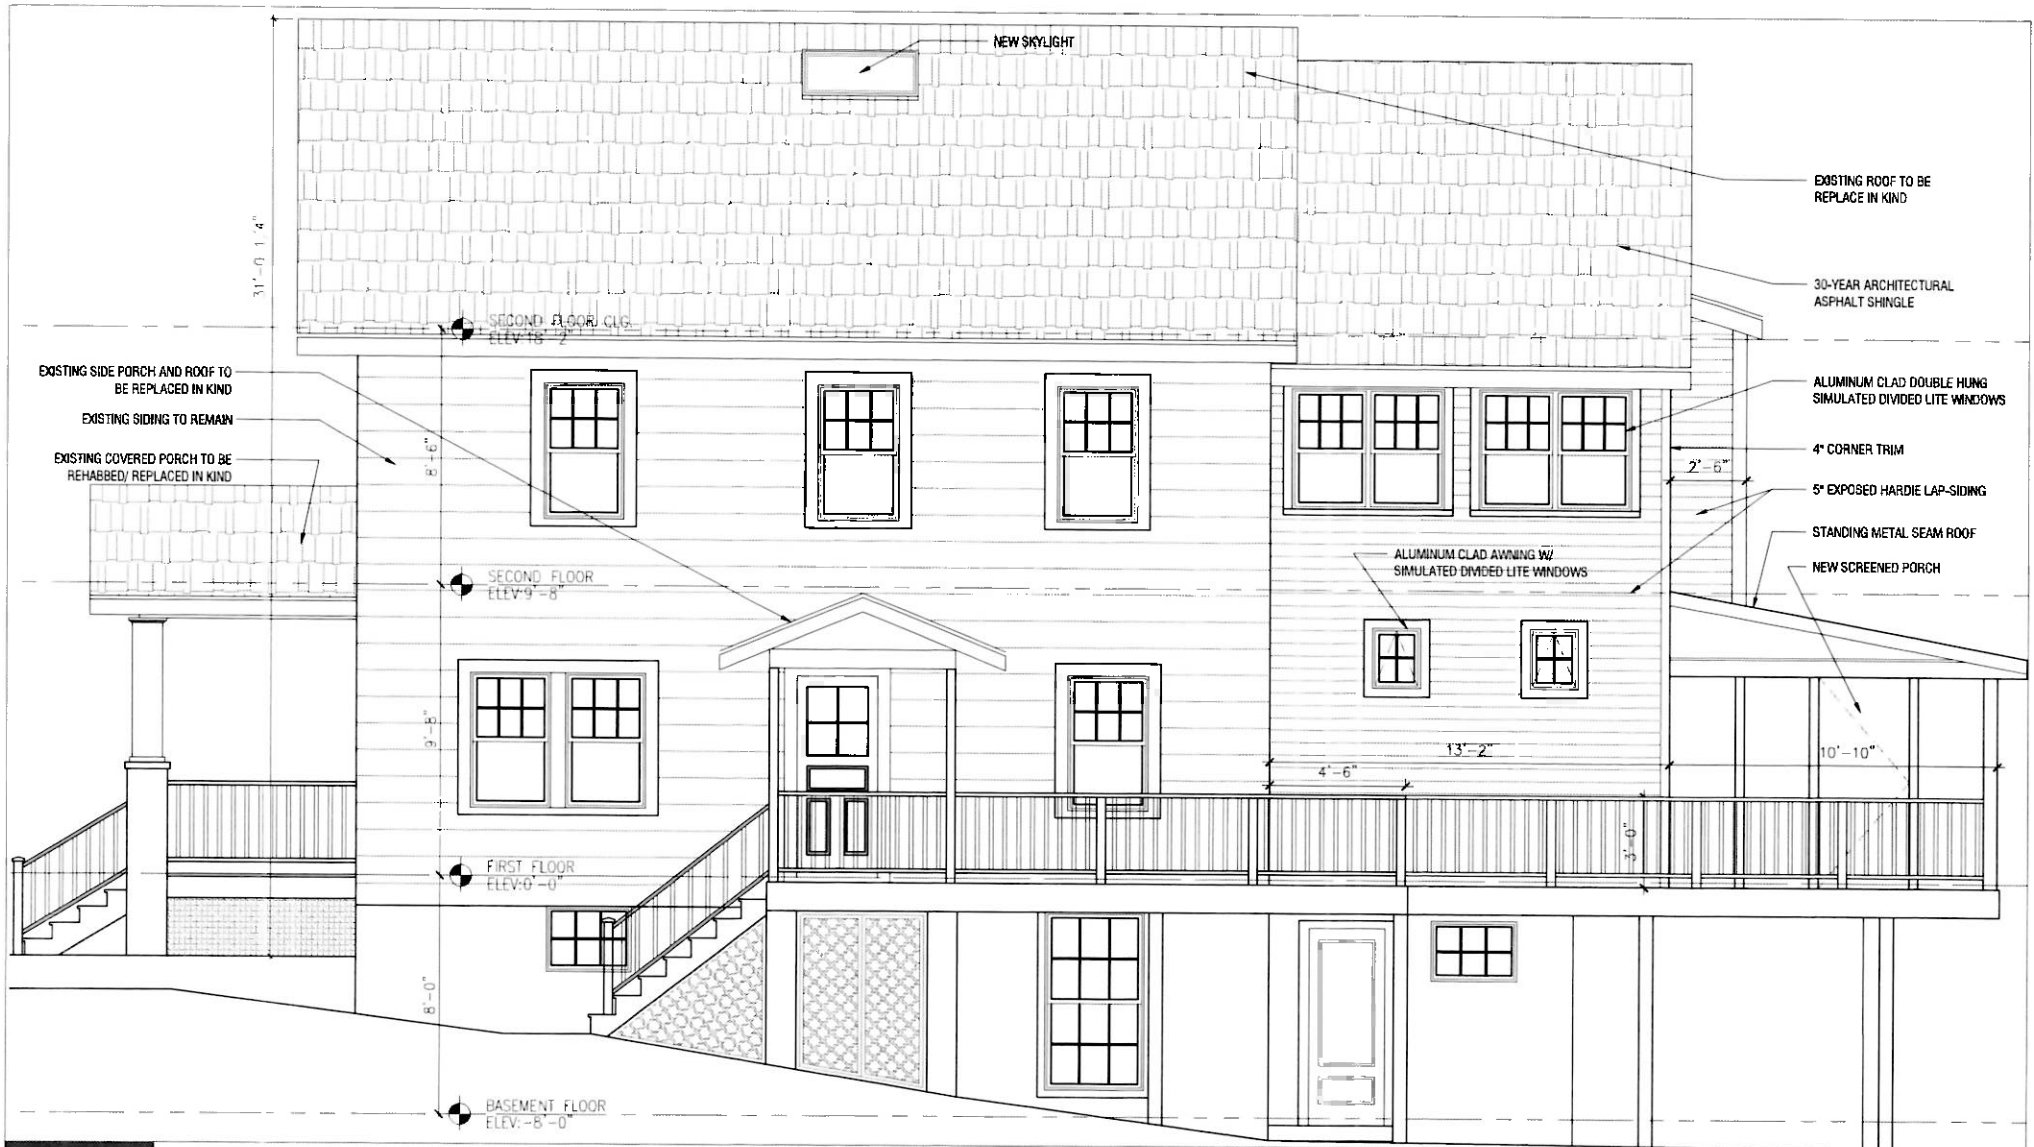 NEW SKYLIGHT
EXISTING ROOF TO BE
REPLACE IN KIND
31'-0 1/4"
30-YEAR ARCHITECTURAL
ASPHALT SHINGLE
SECOND FLOOR CLG.
ELEV:18'-2"
EXISTING SIDE PORCH AND ROOF TO
BE REPLACED IN KIND
EXISTING SIDING TO REMAIN
EXISTING COVERED PORCH TO BE
REHABBED/ REPLACED IN KIND
8'-6"
ALUMINUM CLAD DOUBLE HUNG
SIMULATED DIVIDED LITE WINDOWS
4" CORNER TRIM
2'-6"
5" EXPOSED HARDIE LAP-SIDING
STANDING METAL SEAM ROOF
NEW SCREENED PORCH
ALUMINUM CLAD AWNING W/
SIMULATED DIVIDED LITE WINDOWS
SECOND FLOOR
ELEV:9'-8"
9'-8"
13'-2"
10'-10"
4'-6"
3'-0"
FIRST FLOOR
ELEV:0'-0"
8'-0"
BASEMENT FLOOR
ELEV:-8'-0"